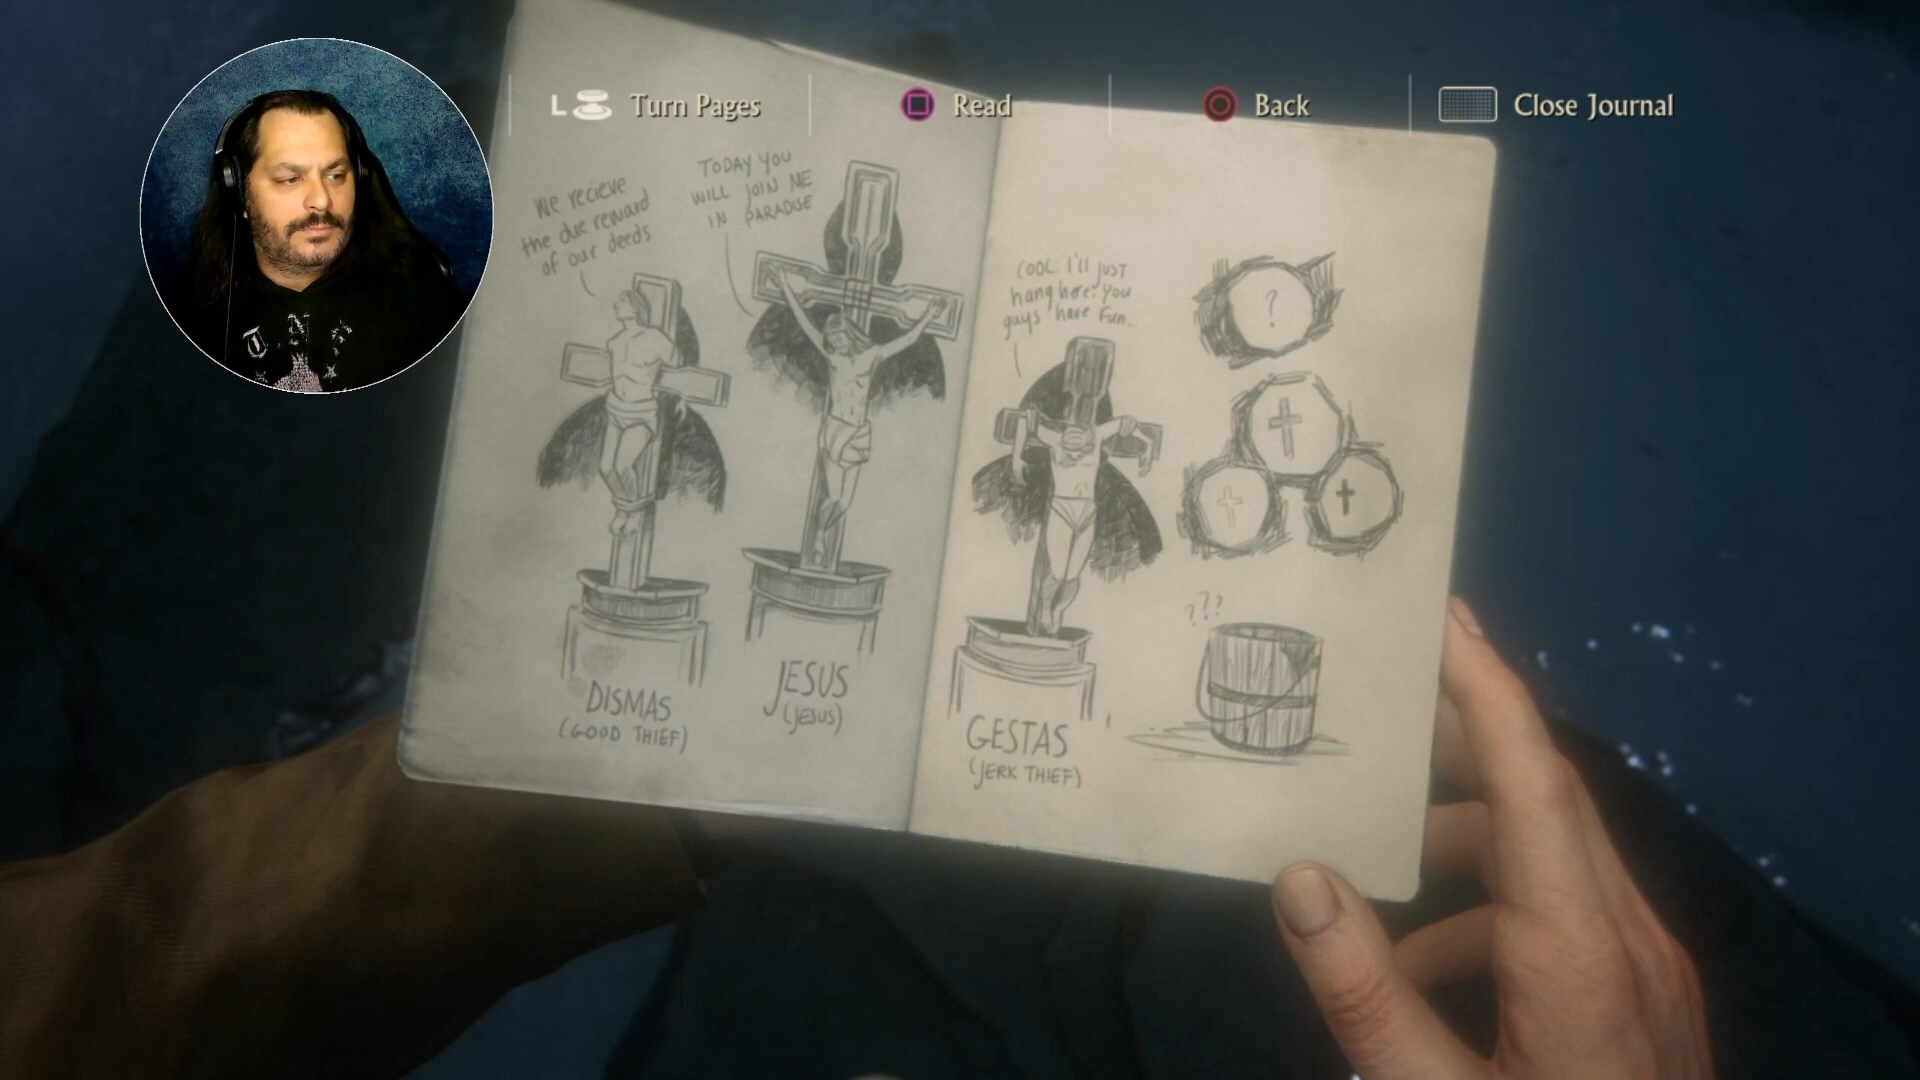 L Turn Pages
Read
Back
Close Journal
We recieve
the due reward
of our deeds
TODAY YOU
WILL JOIN ME
IN PARADISE
COOL. I'll just
hang here. You
guys have fun.
?
???
DISMAS
(GOOD THIEF)
JESUS
(JESUS)
GESTAS
(JERK THIEF)